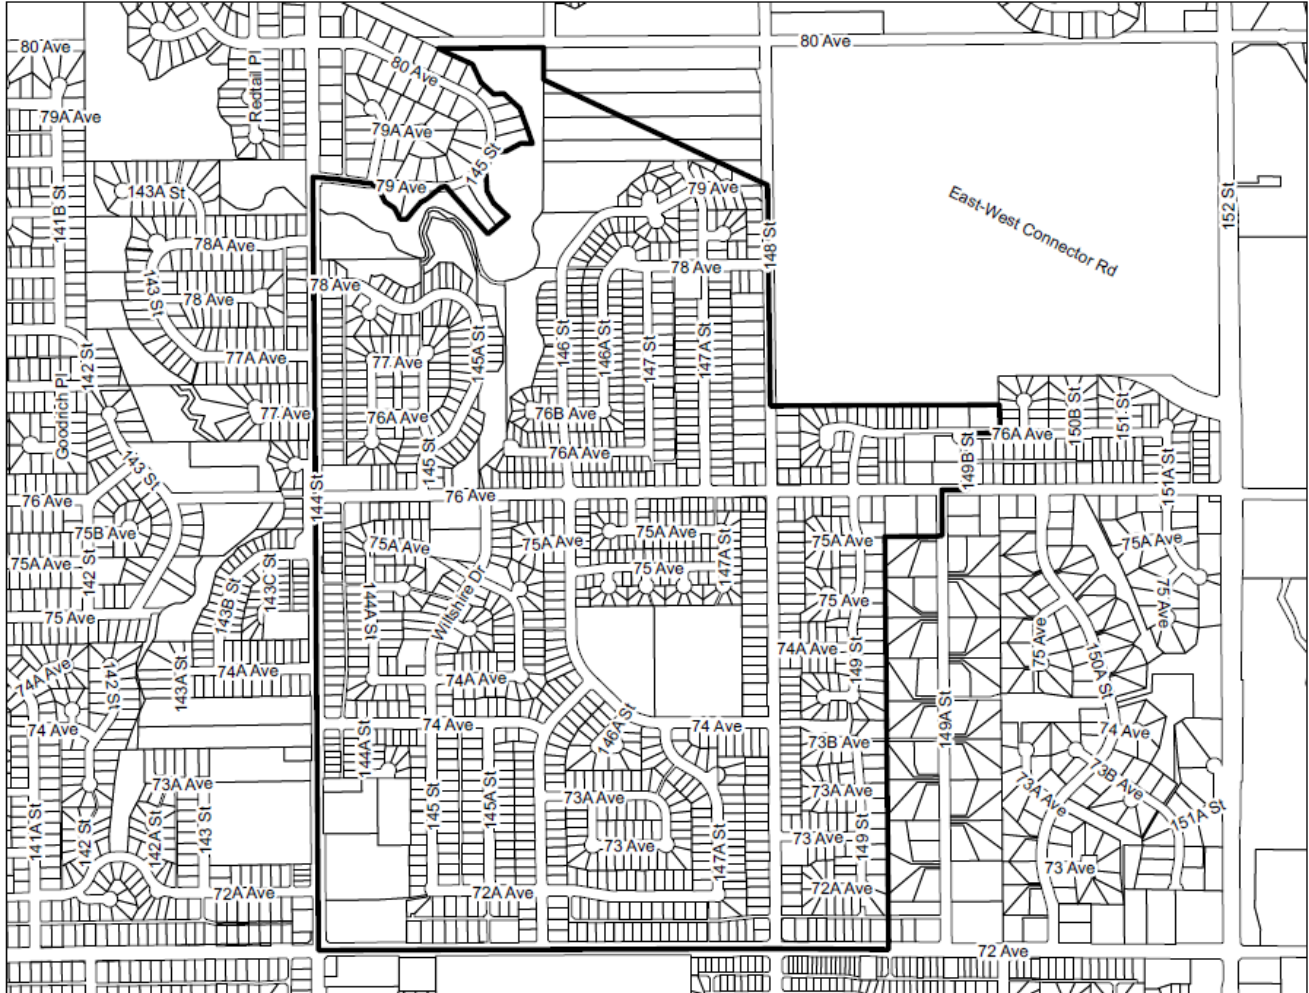 80 Ave
80 Ave
80 Ave
Redtail Pl
79A Ave
79A Ave
145 St
79 Ave
79 Ave
143A St
141B St
152 St
East-West Connector Rd
148 St
78A Ave
78 Ave
78 Ave
143 St
78 Ave
146 St
146A St
147 St
147A St
145A St
77A Ave
142 St
77 Ave
Goodrich Pl
77 Ave
76A Ave
76B Ave
150B St
151 St
76A Ave
145 St
76A Ave
149B St
143 St
151A St
76 Ave
144 St
76 Ave
75B Ave
75A Ave
75A Ave
75A Ave
147A St
75A Ave
75A Ave
75A Ave
142 St
143C St
75 Ave
143B St
144A St
Wiltshire Dr
75 Ave
75 Ave
75 Ave
74A Ave
149 St
75 Ave
150A St
74A Ave
142 St
143A St
74A Ave
74A Ave
149A St
74 Ave
144A St
74 Ave
146A St
74 Ave
73B Ave
74 Ave
73B Ave
73A Ave
145 St
145A St
73A Ave
73A Ave
73A Ave
151A St
141A St
142 St
142A St
143 St
73 Ave
147A St
73 Ave
149 St
73 Ave
72A Ave
72A Ave
72A Ave
72 Ave